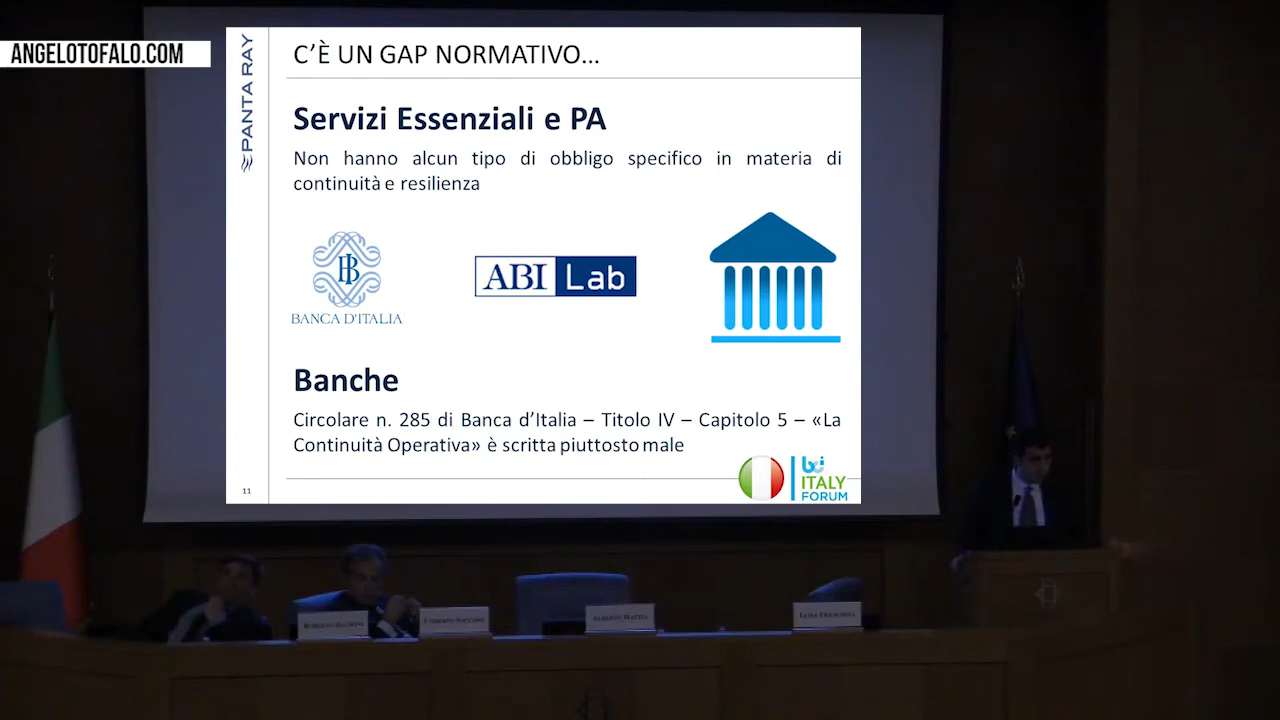 ANGELOTOFALO.COM
PANTA RAY
C'È UN GAP NORMATIVO...
Servizi Essenziali e PA
Non hanno alcun tipo di obbligo specifico in materia di
continuità e resilienza
BANCA D'ITALIA
ABI Lab
Banche
Circolare n. 285 di Banca d'Italia – Titolo IV – Capitolo 5 – «La
Continuità Operativa» è scritta piuttosto male
11
bci
ITALY
FORUM